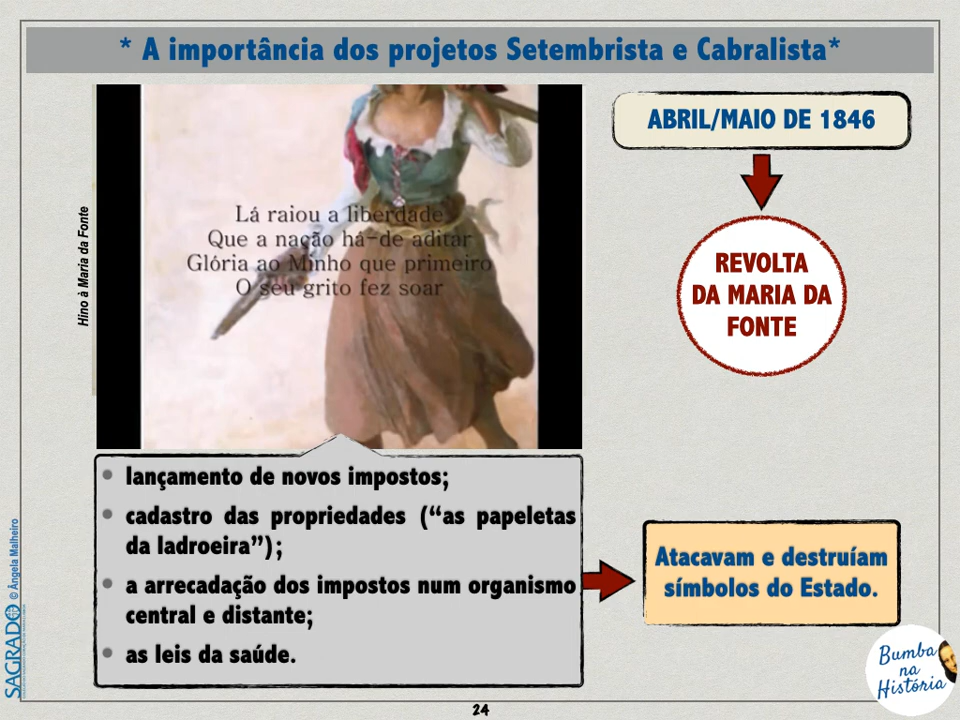 * A importância dos projetos Setembrista e Cabralista*
Hino à Maria da Fonte
Lá raiou a liberdade
Que a nação há-de aditar
Glória ao Minho que primeiro
O seu grito fez soar
ABRIL/MAIO DE 1846
REVOLTA
DA MARIA DA
FONTE
• lançamento de novos impostos;
• cadastro das propriedades (“as papeletas
da ladroeira”);
• a arrecadação dos impostos num organismo
central e distante;
• as leis da saúde.
Atacavam e destruíam
símbolos do Estado.
SAGRADO
© Ângela Malheiro
Bumba
na
História
24